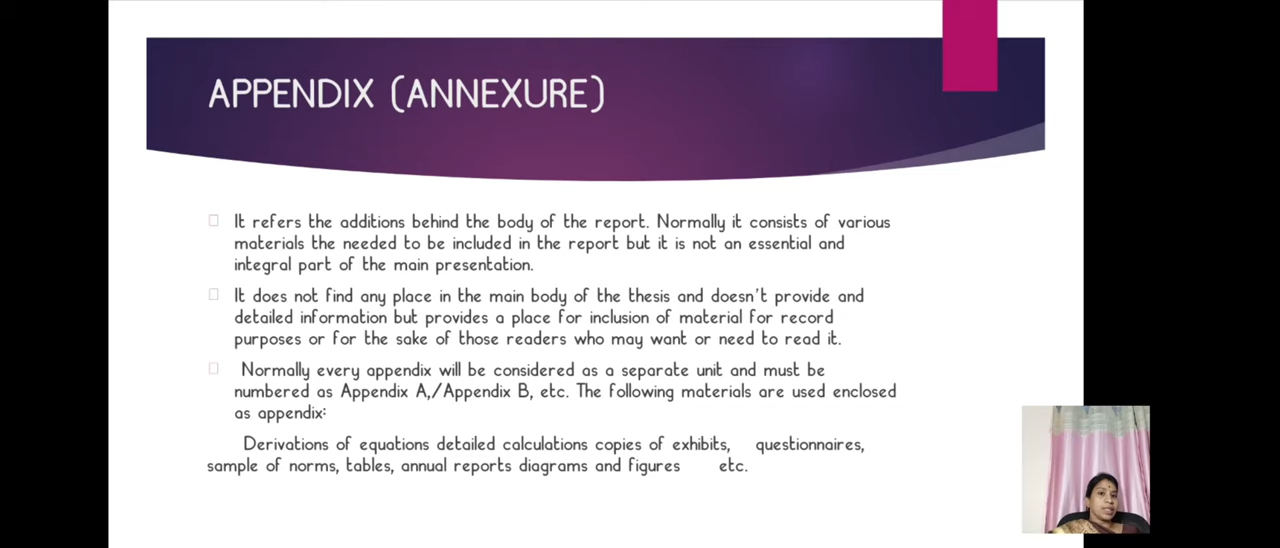 APPENDIX (ANNEXURE)
It refers the additions behind the body of the report. Normally it consists of various
materials the needed to be included in the report but it is not an essential and
integral part of the main presentation.
It does not find any place in the main body of the thesis and doesn't provide and
detailed information but provides a place for inclusion of material for record
purposes or for the sake of those readers who may want or need to read it.
Normally every appendix will be considered as a separate unit and must be
numbered as Appendix A,/Appendix B, etc. The following materials are used enclosed
as appendix:
Derivations of equations detailed calculations copies of exhibits, questionnaires,
sample of norms, tables, annual reports diagrams and figures etc.